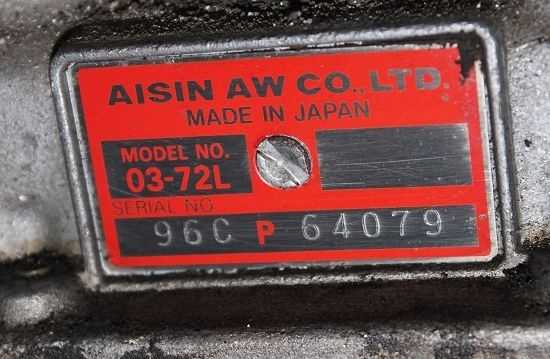 AISIN AW CO., LTD.
MADE IN JAPAN
MODEL NO.
03-72L
SERIAL NO
96C P 64079